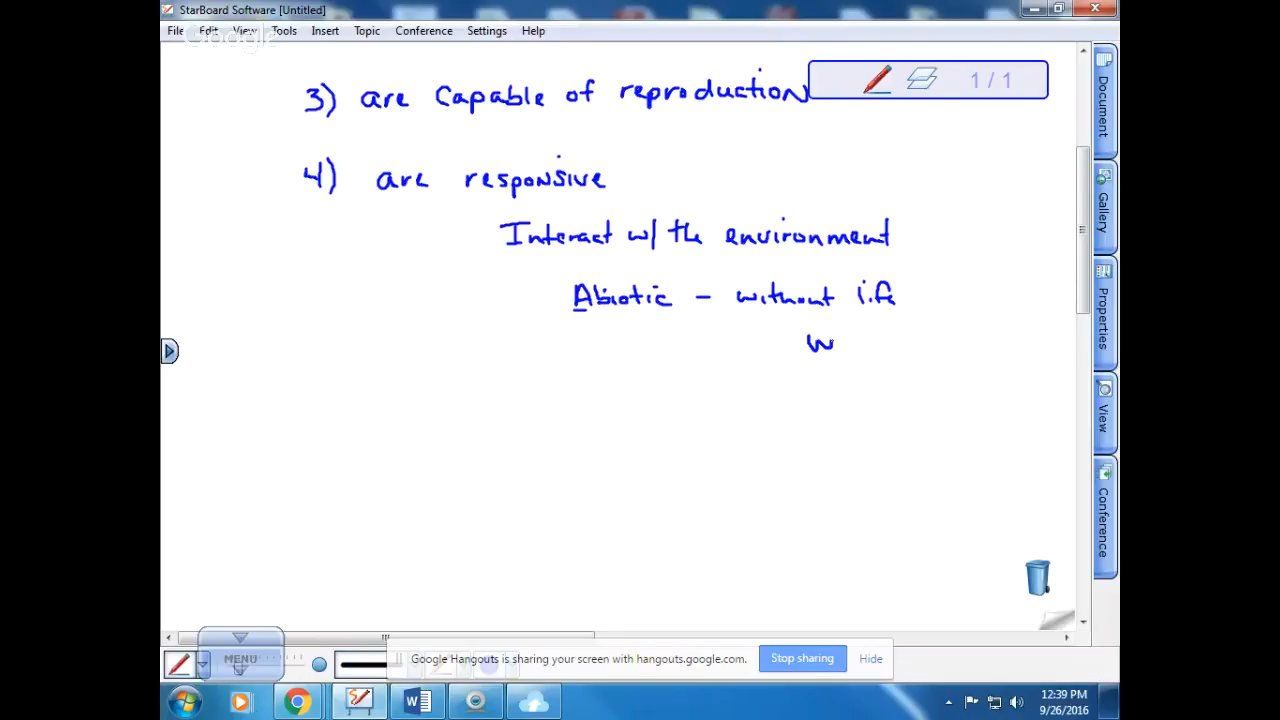 StarBoard Software [Untitled]
File Edit View Tools Insert Topic Conference Settings Help
Google
3) are capable of reproduction
1 / 1
4) are responsive
Interact w/ the environment
Abiotic - without life
w
Document
Gallery
Properties
View
Conference
MENU
Google Hangouts is sharing your screen with hangouts.google.com. Stop sharing Hide
12:39 PM
9/26/2016